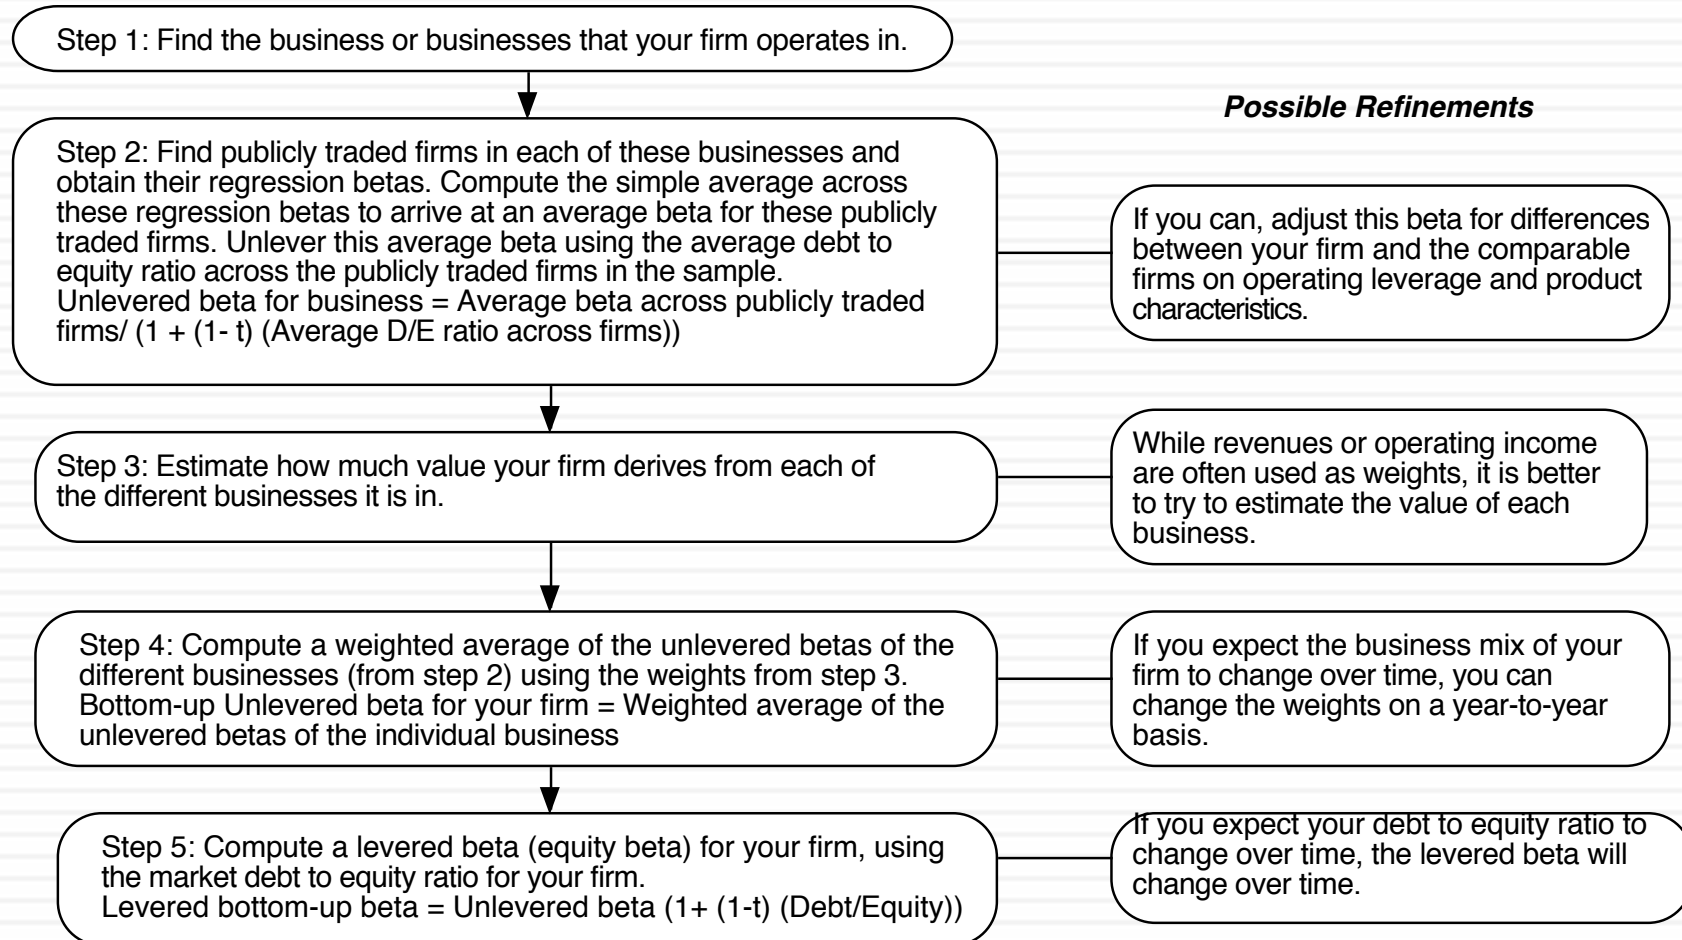 Step 1: Find the business or businesses that your firm operates in.
Possible Refinements
Step 2: Find publicly traded firms in each of these businesses and
obtain their regression betas. Compute the simple average across
these regression betas to arrive at an average beta for these publicly
traded firms. Unlever this average beta using the average debt to
equity ratio across the publicly traded firms in the sample.
Unlevered beta for business = Average beta across publicly traded
firms/ (1 + (1- t) (Average D/E ratio across firms))
If you can, adjust this beta for differences
between your firm and the comparable
firms on operating leverage and product
characteristics.
Step 3: Estimate how much value your firm derives from each of
the different businesses it is in.
While revenues or operating income
are often used as weights, it is better
to try to estimate the value of each
business.
Step 4: Compute a weighted average of the unlevered betas of the
different businesses (from step 2) using the weights from step 3.
Bottom-up Unlevered beta for your firm = Weighted average of the
unlevered betas of the individual business
If you expect the business mix of your
firm to change over time, you can
change the weights on a year-to-year
basis.
Step 5: Compute a levered beta (equity beta) for your firm, using
the market debt to equity ratio for your firm.
Levered bottom-up beta = Unlevered beta (1+ (1-t) (Debt/Equity))
If you expect your debt to equity ratio to
change over time, the levered beta will
change over time.